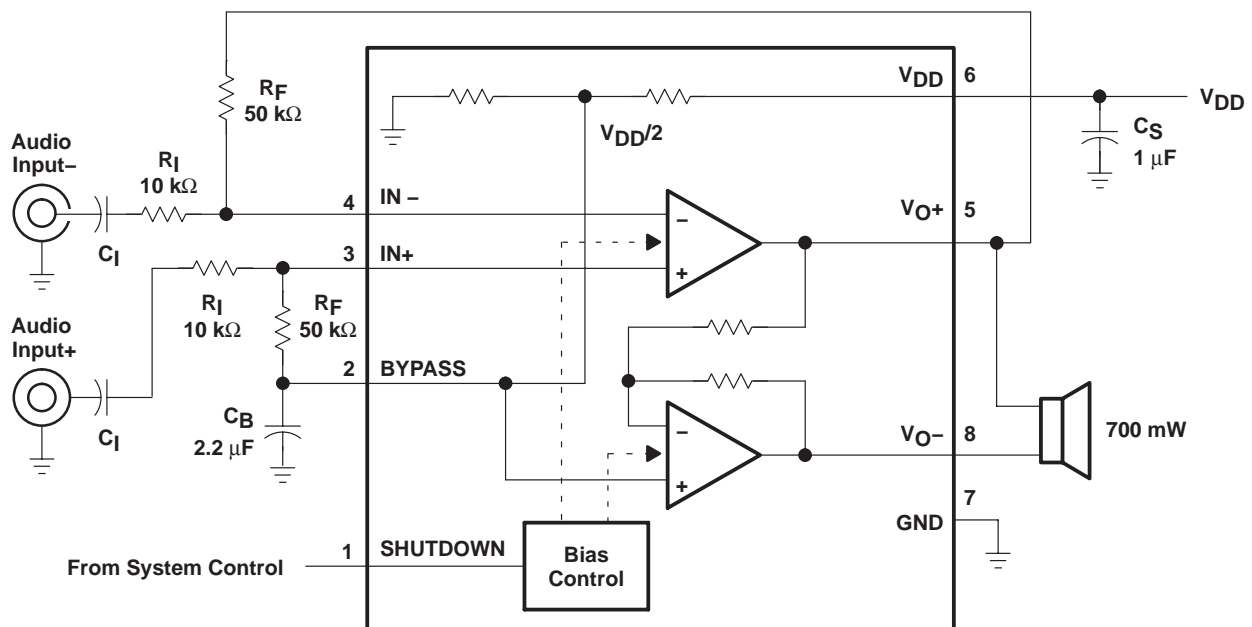 VDD
6
RF
50 kΩ
VDD
VDD/2
CS
1 μF
Audio
Input–
RI
10 kΩ
CI
4
IN –
VO+
5
–
+
3
IN+
RI
10 kΩ
RF
50 kΩ
Audio
Input+
CI
2
BYPASS
CB
2.2 μF
–
+
VO–
8
700 mW
7
GND
1
SHUTDOWN
From System Control
Bias
Control